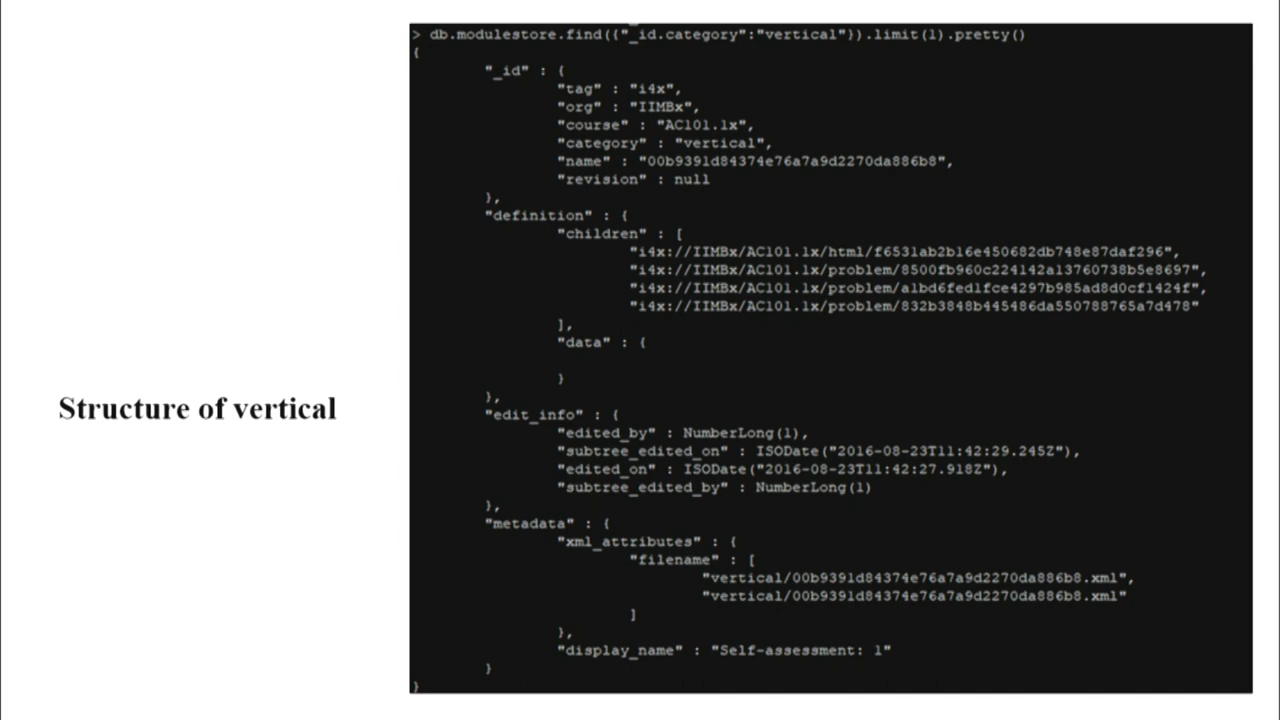 Structure of vertical
> db.modulestore.find({"_id.category":"vertical"}).limit(1).pretty()
{
"_id" : {
"tag" : "i4x",
"org" : "IIMBx",
"course" : "AC101.1x",
"category" : "vertical",
"name" : "00b9391d84374e76a7a9d2270da886b8",
"revision" : null
},
"definition" : {
"children" : [
"i4x://IIMBx/AC101.1x/html/f6531ab2b16e450682db748e87daf296",
"i4x://IIMBx/AC101.1x/problem/8500fb960c224142a13760738b5e8697",
"i4x://IIMBx/AC101.1x/problem/a1bd6fed1fce4297b985ad8d0cf1424f",
"i4x://IIMBx/AC101.1x/problem/832b3848b445486da550788765a7d478"
],
"data" : {
}
},
"edit_info" : {
"edited_by" : NumberLong(1),
"subtree_edited_on" : ISODate("2016-08-23T11:42:29.245Z"),
"edited_on" : ISODate("2016-08-23T11:42:27.918Z"),
"subtree_edited_by" : NumberLong(1)
},
"metadata" : {
"xml_attributes" : {
"filename" : [
"vertical/00b9391d84374e76a7a9d2270da886b8.xml",
"vertical/00b9391d84374e76a7a9d2270da886b8.xml"
]
},
"display_name" : "Self-assessment: 1"
}
}